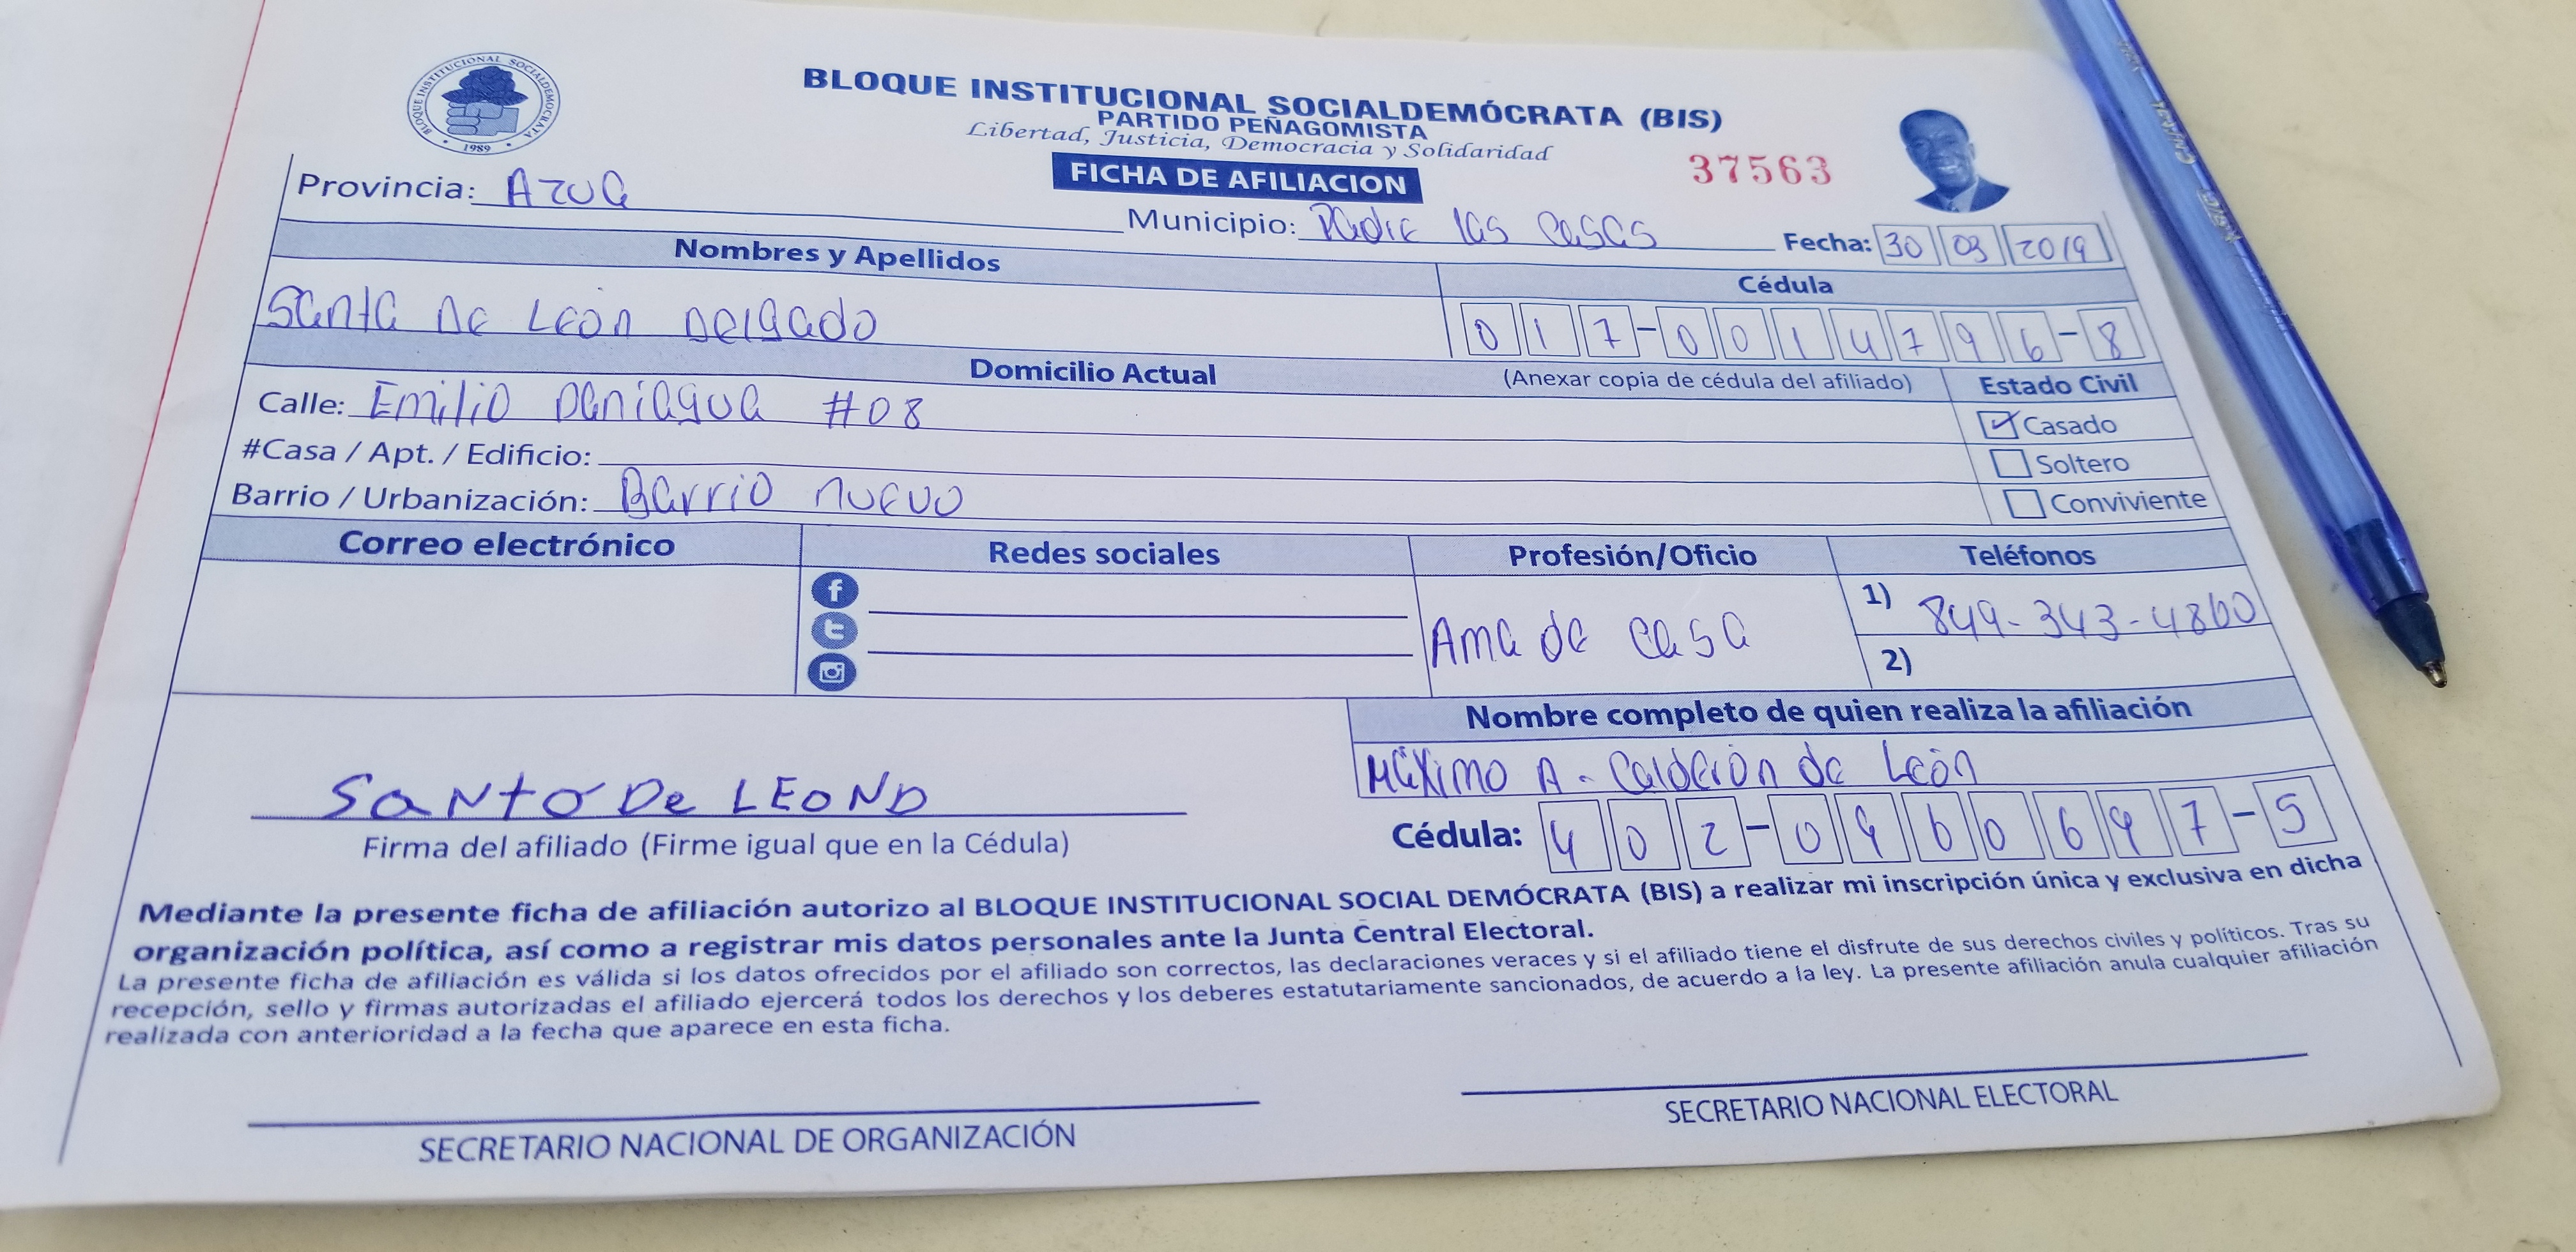 BLOQUE INSTITUCIONAL SOCIALDEMÓCRATA (BIS)
PARTIDO PEÑAGOMISTA
Libertad, Justicia, Democracia y Solidaridad
BLOQUE INSTITUCIONAL SOCIALDEMOCRATA
1989
FICHA DE AFILIACION
37563
Provincia: AZUA
Municipio: Padre las casas
Fecha: 30 03 2019
Nombres y Apellidos
Cédula
Santa De León Delgado
017-0014796-8
Domicilio Actual
(Anexar copia de cédula del afiliado)
Estado Civil
Calle: Emilio Paniagua #08
Casado
#Casa / Apt. / Edificio:
Soltero
Barrio / Urbanización: Barrio nuevo
Conviviente
Correo electrónico
Redes sociales
Profesión/Oficio
Teléfonos
Ama de casa
1) 849-343-4860
2)
Nombre completo de quien realiza la afiliación
Máximo A. Calderón de León
SaNto De LEOND
Firma del afiliado (Firme igual que en la Cédula)
Cédula: 402-0960697-5
Mediante la presente ficha de afiliación autorizo al BLOQUE INSTITUCIONAL SOCIAL DEMÓCRATA (BIS) a realizar mi inscripción única y exclusiva en dicha
organización política, así como a registrar mis datos personales ante la Junta Central Electoral.
La presente ficha de afiliación es válida si los datos ofrecidos por el afiliado son correctos, las declaraciones veraces y si el afiliado tiene el disfrute de sus derechos civiles y políticos. Tras su
recepción, sello y firmas autorizadas el afiliado ejercerá todos los derechos y los deberes estatutariamente sancionados, de acuerdo a la ley. La presente afiliación anula cualquier afiliación
realizada con anterioridad a la fecha que aparece en esta ficha.
SECRETARIO NACIONAL DE ORGANIZACIÓN
SECRETARIO NACIONAL ELECTORAL